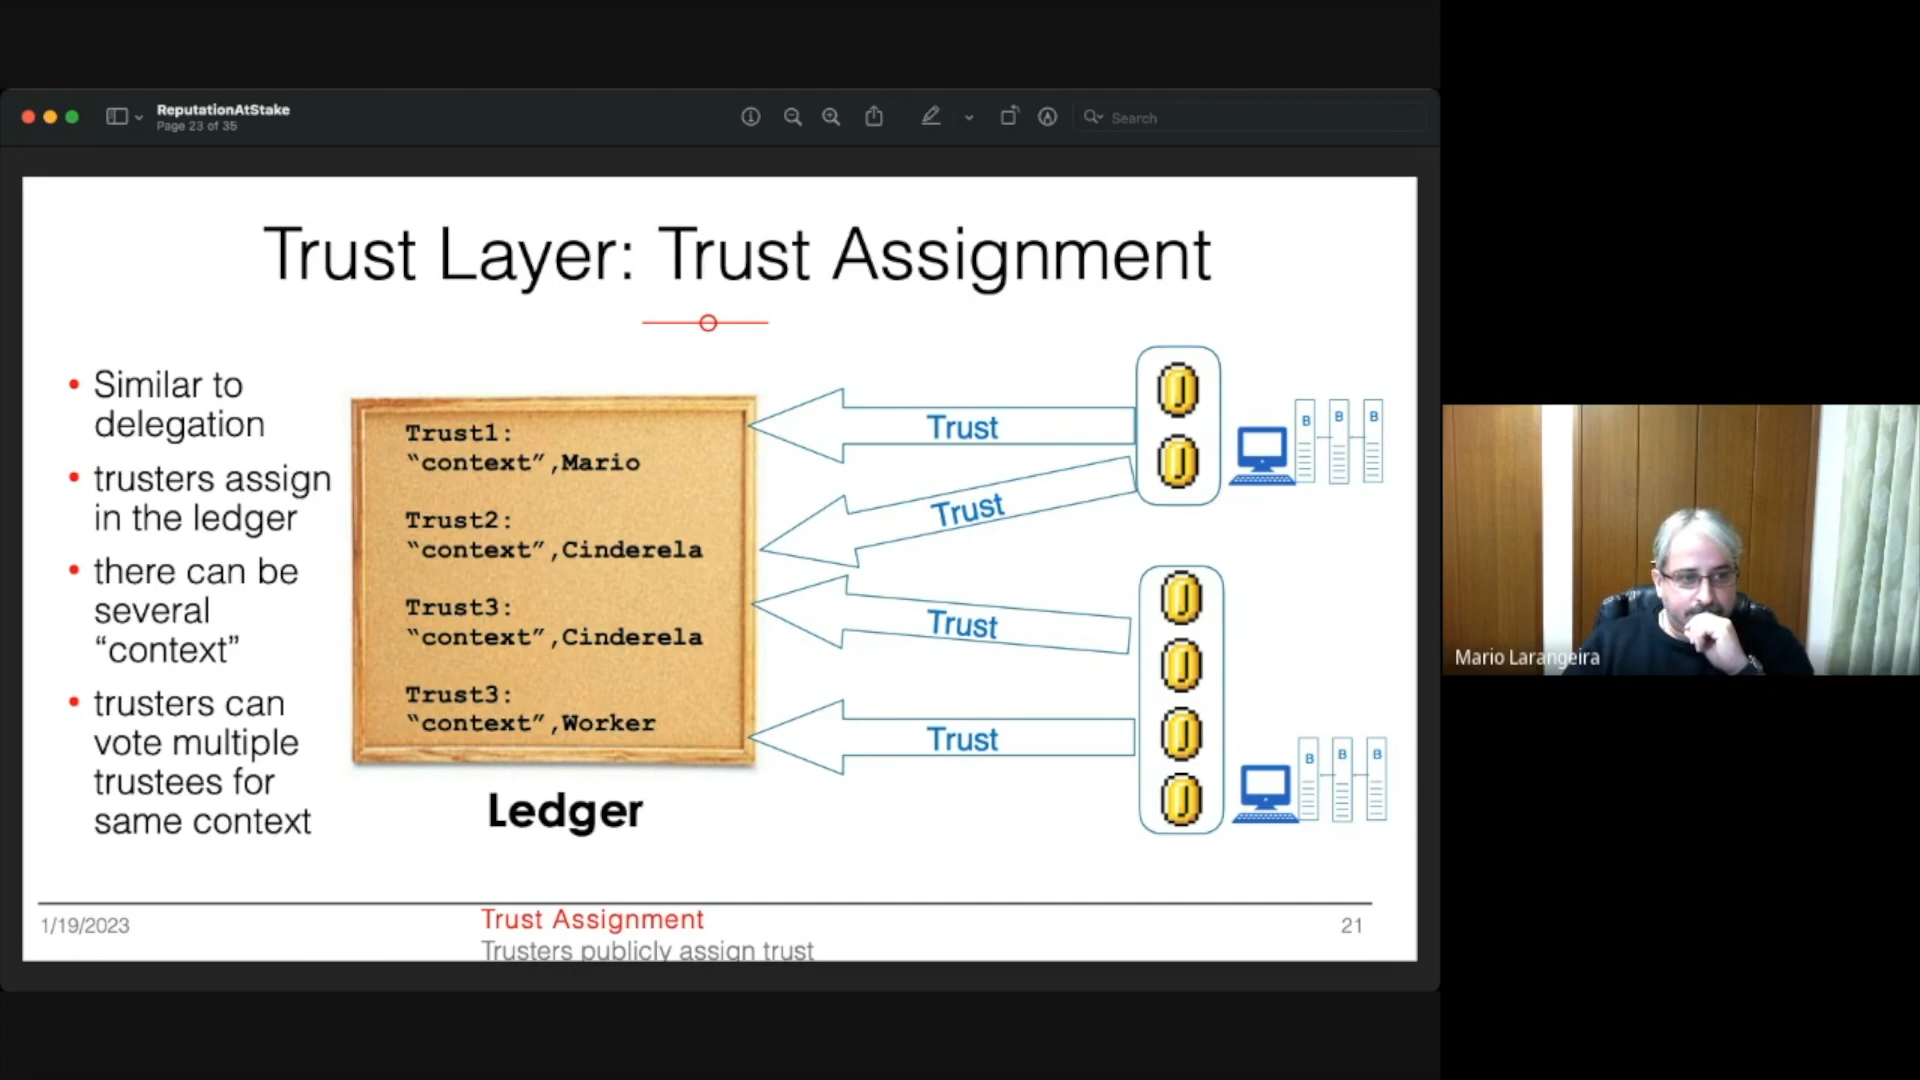 ReputationAtStake
Page 23 of 35
Search
Trust Layer: Trust Assignment
• Similar to
delegation
• trusters assign
in the ledger
• there can be
several
“context”
• trusters can
vote multiple
trustees for
same context
Trust1:
“context”,Mario
Trust2:
“context”,Cinderela
Trust3:
“context”,Cinderela
Trust3:
“context”,Worker
Ledger
Trust
Trust
Trust
Trust
J
J
B B B
J
J
J
J
B B B
1/19/2023
Trust Assignment
Trusters publicly assign trust
21
Mario Larangeira